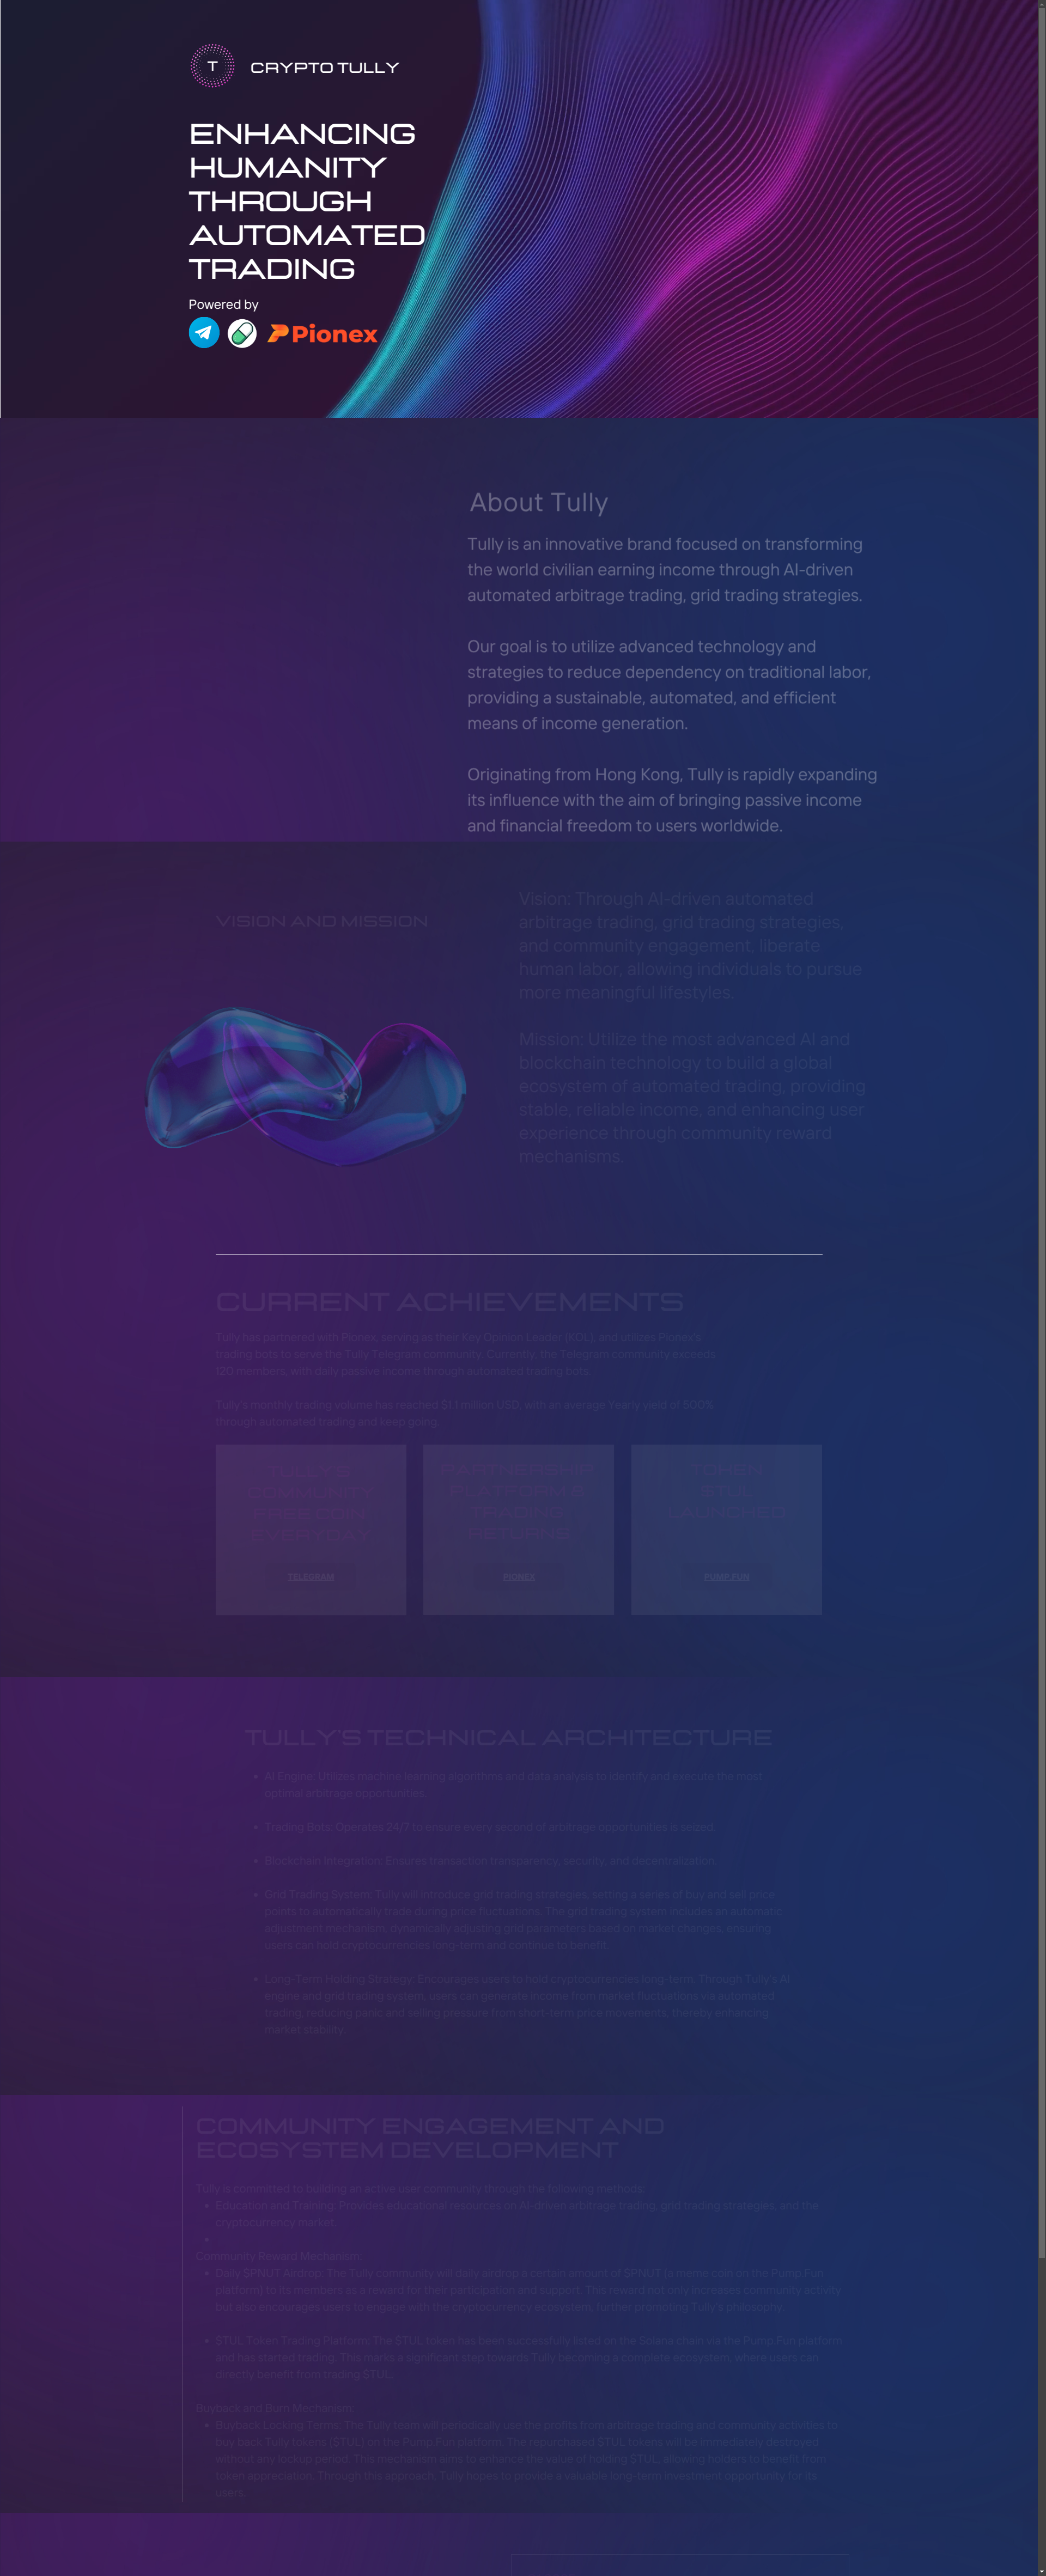 T
CRYPTO TULLY
ENHANCING
HUMANITY
THROUGH
AUTOMATED
TRADING
Powered by
Pionex
About Tully
Tully is an innovative brand focused on transforming
the world civilian earning income through AI-driven
automated arbitrage trading, grid trading strategies.
Our goal is to utilize advanced technology and
strategies to reduce dependency on traditional labor,
providing a sustainable, automated, and efficient
means of income generation.
Originating from Hong Kong, Tully is rapidly expanding
its influence with the aim of bringing passive income
and financial freedom to users worldwide.
VISION AND MISSION
Vision: Through AI-driven automated
arbitrage trading, grid trading strategies,
and community engagement, liberate
human labor, allowing individuals to pursue
more meaningful lifestyles.
Mission: Utilize the most advanced AI and
blockchain technology to build a global
ecosystem of automated trading, providing
stable, reliable income, and enhancing user
experience through community reward
mechanisms.
CURRENT ACHIEVEMENTS
Tully has partnered with Pionex, serving as their Key Opinion Leader (KOL), and utilizes Pionex's
trading bots to serve the Tully Telegram community. Currently, the Telegram community exceeds
120 members, with daily passive income through automated trading bots.
Tully's monthly trading volume has reached $1.1 million USD, with an average Yearly yield of 500%
through automated trading and keep going.
TULLY'S
COMMUNITY
FREE COIN
EVERYDAY
TELEGRAM
PARTNERSHIP
PLATFORM &
TRADING
RETURNS
PIONEX
TOKEN
$TUL
LAUNCHED
PUMP.FUN
TULLY'S TECHNICAL ARCHITECTURE
AI Engine: Utilizes machine learning algorithms and data analysis to identify and execute the most
optimal arbitrage opportunities.
Trading Bots: Operates 24/7 to ensure every second of arbitrage opportunities is seized.
Blockchain Integration: Ensures transaction transparency, security, and decentralization.
Grid Trading System: Tully will introduce grid trading strategies, setting a series of buy and sell price
points to automatically trade during price fluctuations. The grid trading system includes an automatic
adjustment mechanism, dynamically adjusting grid parameters based on market changes, ensuring
users can hold cryptocurrencies long-term and continue to benefit.
Long-Term Holding Strategy: Encourages users to hold cryptocurrencies long-term. Through Tully's AI
engine and grid trading system, users can generate income from market fluctuations via automated
trading, reducing panic and selling pressure from short-term price movements, thereby enhancing
market stability.
COMMUNITY ENGAGEMENT AND
ECOSYSTEM DEVELOPMENT
Tully is committed to building an active user community through the following methods:
Education and Training: Provides educational resources on AI-driven arbitrage trading, grid trading strategies, and the
cryptocurrency market.
Community Reward Mechanism:
Daily $PNUT Airdrop: The Tully community will daily airdrop a certain amount of $PNUT (a meme coin on the Pump.Fun
platform) to its members as a reward for their participation and support. This reward not only increases community activity
but also encourages users to engage with the cryptocurrency ecosystem, further promoting Tully's philosophy.
$TUL Token Trading Platform: The $TUL token has been successfully listed on the Solana chain via the Pump.Fun platform
and has started trading. This marks a significant step towards Tully becoming a complete ecosystem, where users can
directly benefit from trading $TUL.
Buyback and Burn Mechanism:
Buyback Locking Terms: The Tully team will periodically use the profits from arbitrage trading and community activities to
buy back Tully tokens ($TUL) on the Pump.Fun platform. The repurchased $TUL tokens will be immediately destroyed
without any lockup period. This mechanism aims to enhance the value of holding $TUL, allowing holders to benefit from
token appreciation. Through this approach, Tully hopes to provide a valuable long-term investment opportunity for its
users.